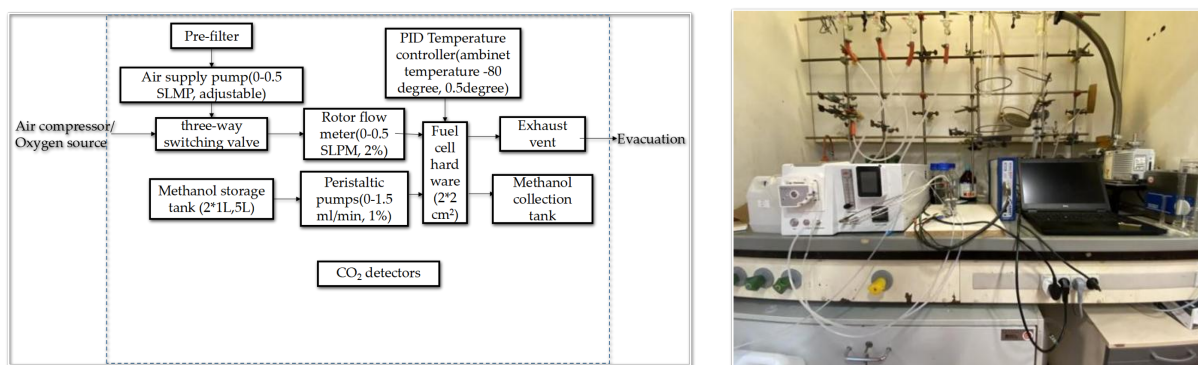 Pre-filter
Air supply pump(0-0.5
SLMP, adjustable)
Air compressor/
Oxygen source
three-way
switching valve
Rotor flow
meter(0-0.5
SLPM, 2%)
PID Temperature
controller(ambinet
temperature -80
degree, 0.5degree)
Fuel
cell
hard
ware
(2*2
cm²)
Exhaust
vent
Evacuation
Methanol storage
tank (2*1L,5L)
Peristaltic
pumps(0-1.5
ml/min, 1%)
Methanol
collection
tank
CO₂ detectors